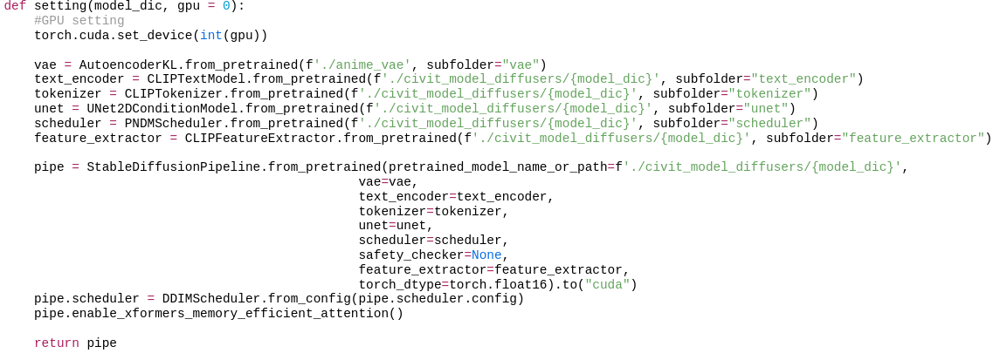 def setting(model_dic, gpu = 0):
    #GPU setting
    torch.cuda.set_device(int(gpu))

    vae = AutoencoderKL.from_pretrained(f'./anime_vae', subfolder="vae")
    text_encoder = CLIPTextModel.from_pretrained(f'./civit_model_diffusers/{model_dic}', subfolder="text_encoder")
    tokenizer = CLIPTokenizer.from_pretrained(f'./civit_model_diffusers/{model_dic}', subfolder="tokenizer")
    unet = UNet2DConditionModel.from_pretrained(f'./civit_model_diffusers/{model_dic}', subfolder="unet")
    scheduler = PNDMScheduler.from_pretrained(f'./civit_model_diffusers/{model_dic}', subfolder="scheduler")
    feature_extractor = CLIPFeatureExtractor.from_pretrained(f'./civit_model_diffusers/{model_dic}', subfolder="feature_extractor")

    pipe = StableDiffusionPipeline.from_pretrained(pretrained_model_name_or_path=f'./civit_model_diffusers/{model_dic}',
                                               vae=vae,
                                               text_encoder=text_encoder,
                                               tokenizer=tokenizer,
                                               unet=unet,
                                               scheduler=scheduler,
                                               safety_checker=None,
                                               feature_extractor=feature_extractor,
                                               torch_dtype=torch.float16).to("cuda")
    pipe.scheduler = DDIMScheduler.from_config(pipe.scheduler.config)
    pipe.enable_xformers_memory_efficient_attention()

    return pipe